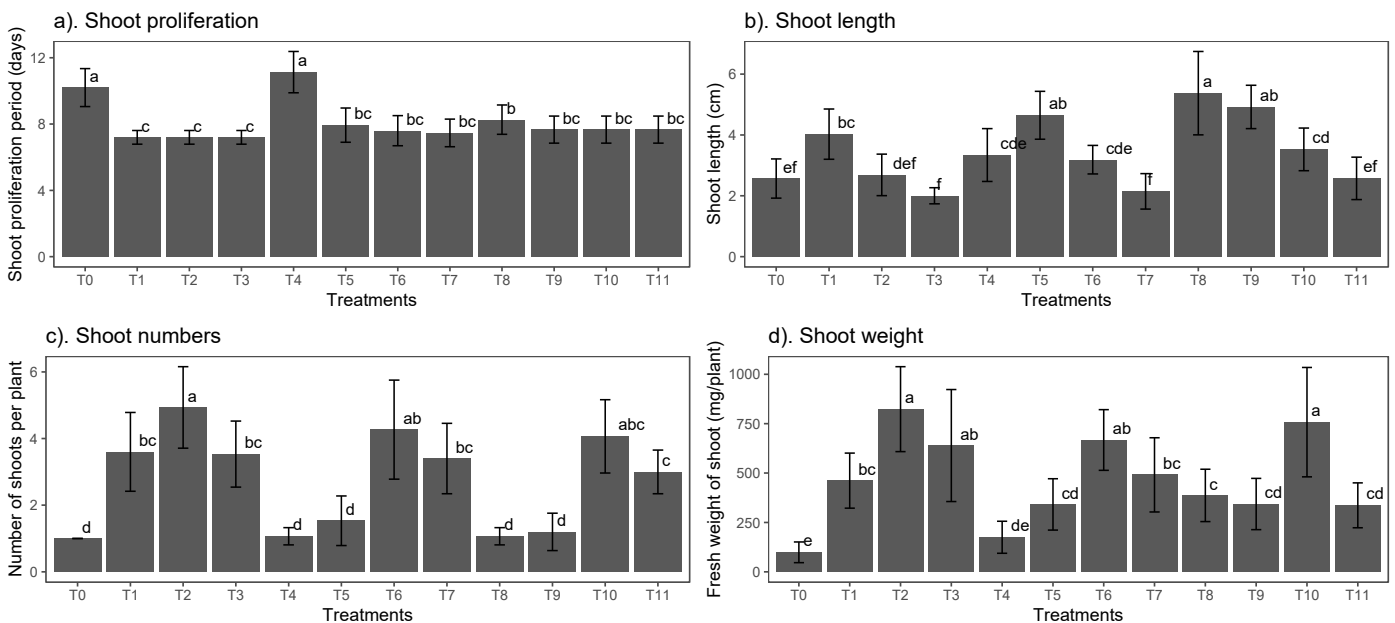 a). Shoot proliferation
Shoot proliferation period (days)
12
8
4
0
a
c
c
c
a
bc
bc
bc
b
bc
bc
bc
T0 T1 T2 T3 T4 T5 T6 T7 T8 T9 T10 T11
Treatments
b). Shoot length
Shoot length (cm)
6
4
2
0
ef
bc
def
f
cde
ab
cde
f
a
ab
cd
ef
T0 T1 T2 T3 T4 T5 T6 T7 T8 T9 T10 T11
Treatments
c). Shoot numbers
Number of shoots per plant
6
4
2
0
d
bc
a
bc
d
d
ab
bc
d
d
abc
c
T0 T1 T2 T3 T4 T5 T6 T7 T8 T9 T10 T11
Treatments
d). Shoot weight
Fresh weight of shoot (mg/plant)
1000
750
500
250
0
e
bc
a
ab
de
cd
ab
bc
c
cd
a
cd
T0 T1 T2 T3 T4 T5 T6 T7 T8 T9 T10 T11
Treatments